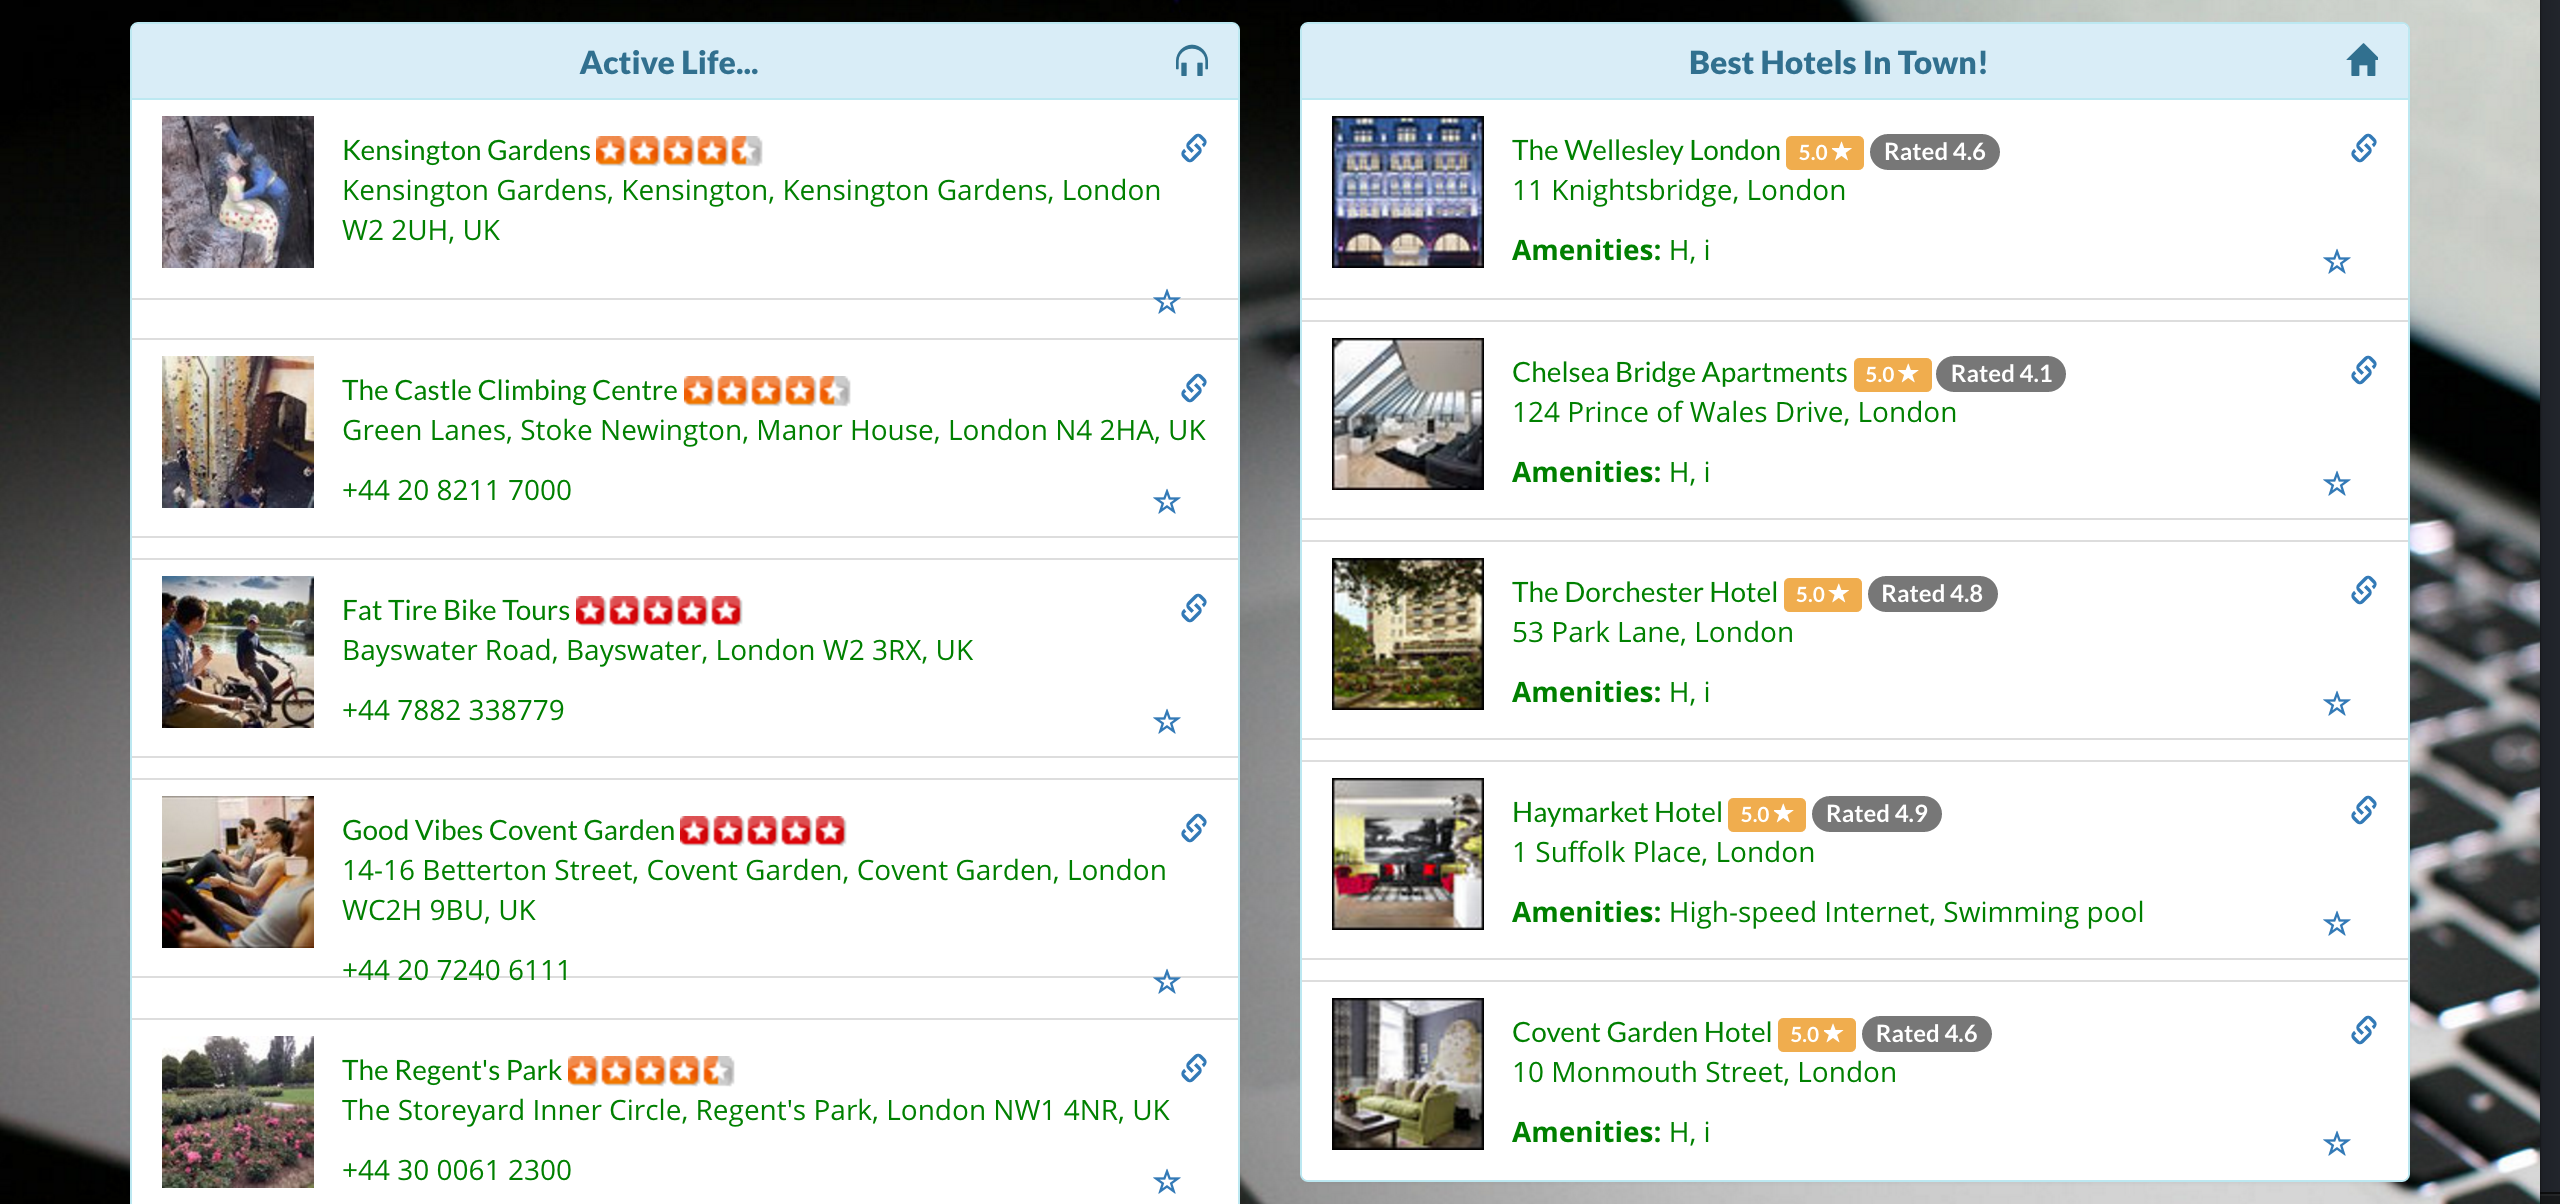 Active Life...
Kensington Gardens
Kensington Gardens, Kensington, Kensington Gardens, London
W2 2UH, UK
The Castle Climbing Centre
Green Lanes, Stoke Newington, Manor House, London N4 2HA, UK
+44 20 8211 7000
Fat Tire Bike Tours
Bayswater Road, Bayswater, London W2 3RX, UK
+44 7882 338779
Good Vibes Covent Garden
14-16 Betterton Street, Covent Garden, Covent Garden, London
WC2H 9BU, UK
+44 20 7240 6111
The Regent's Park
The Storeyard Inner Circle, Regent's Park, London NW1 4NR, UK
+44 30 0061 2300
Best Hotels In Town!
The Wellesley London 5.0★ Rated 4.6
11 Knightsbridge, London
Amenities: H, i
Chelsea Bridge Apartments 5.0★ Rated 4.1
124 Prince of Wales Drive, London
Amenities: H, i
The Dorchester Hotel 5.0★ Rated 4.8
53 Park Lane, London
Amenities: H, i
Haymarket Hotel 5.0★ Rated 4.9
1 Suffolk Place, London
Amenities: High-speed Internet, Swimming pool
Covent Garden Hotel 5.0★ Rated 4.6
10 Monmouth Street, London
Amenities: H, i